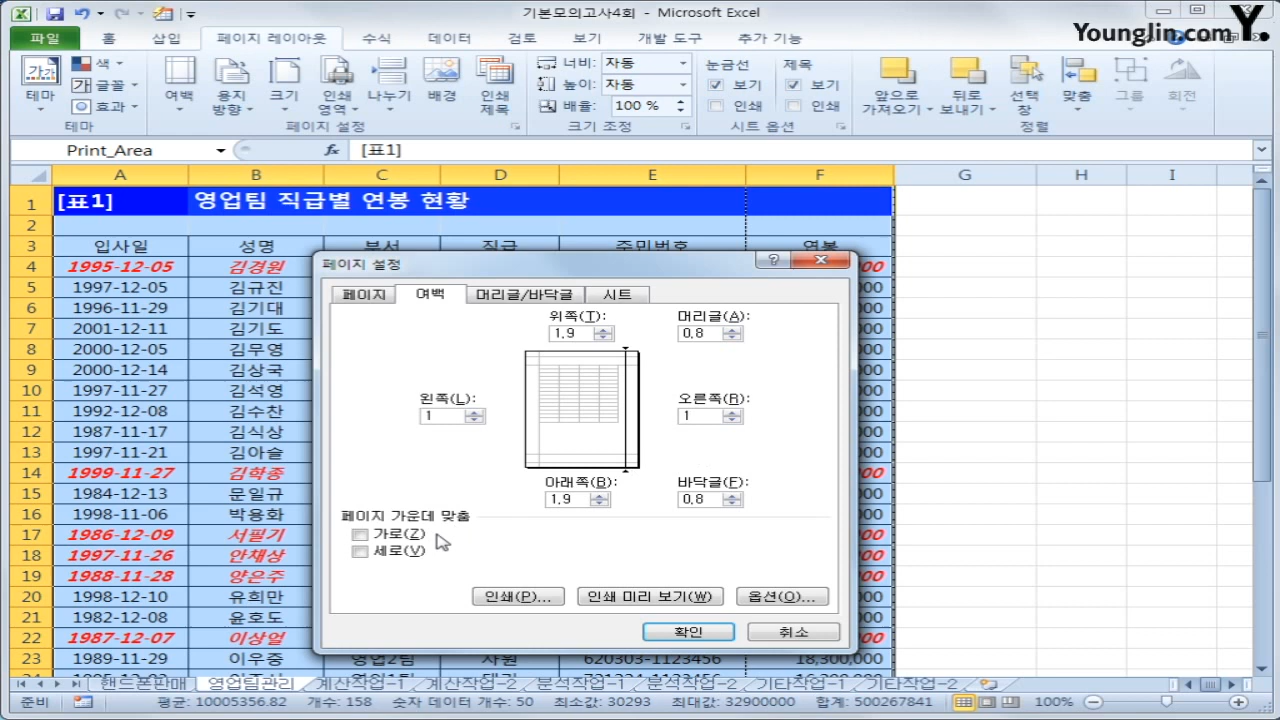 기본모의고사4회 - Microsoft Excel
Younglin.com Y.
파일 홈 삽입 페이지 레이아웃 수식 데이터 검토 보기 개발 도구 추가 기능
테마 색 글꼴 효과 여백 용지 방향 크기 인쇄 영역 나누기 배경 인쇄 제목 너비: 자동 높이: 자동 배율: 100 % 눈금선 보기 인쇄 제목 보기 인쇄 앞으로 가져오기 뒤로 보내기 선택 창 맞춤 그룹 회전
테마 페이지 설정 크기 조정 시트 옵션 정렬
Print_Area fx [표1]
A B C D E F G H I
1 [표1] 영업팀 직급별 연봉 현황
2
3 입사일 성명 부서 직급 주민번호 연봉
4 1995-12-05 김경원
5 1997-12-05 김규진
6 1996-11-29 김기대
7 2001-12-11 김기도
8 2000-12-05 김무영
9 2000-12-14 김상국
10 1997-11-27 김석영
11 1992-12-08 김수찬
12 1987-11-17 김식상
13 1997-11-21 김아슬
14 1999-11-27 김학종
15 1984-12-13 문일규
16 1998-11-06 박용화
17 1986-12-09 서필기
18 1997-11-26 안채상
19 1988-11-28 양은주
20 1998-12-10 유희만
21 1982-12-08 윤호도
22 1987-12-07 이상열
23 1989-11-29 이우중 영업2팀 사원 620303-1123456 18,300,000
24
페이지 설정
페이지 여백 머리글/바닥글 시트
위쪽(T): 머리글(A):
1.9 0.8
왼쪽(L): 오른쪽(R):
1 1
아래쪽(B): 바닥글(F):
1.9 0.8
페이지 가운데 맞춤
가로(Z)
세로(V)
인쇄(P)... 인쇄 미리 보기(W) 옵션(O)...
확인 취소
핸드폰판매 영업팀관리 계산작업-1 계산작업-2 분석작업-1 분석작업-2 기타작업-1 기타작업-2
준비 평균: 10005356.82 개수: 158 숫자 데이터 개수: 50 최소값: 30293 최대값: 32900000 합계: 500267841 100%